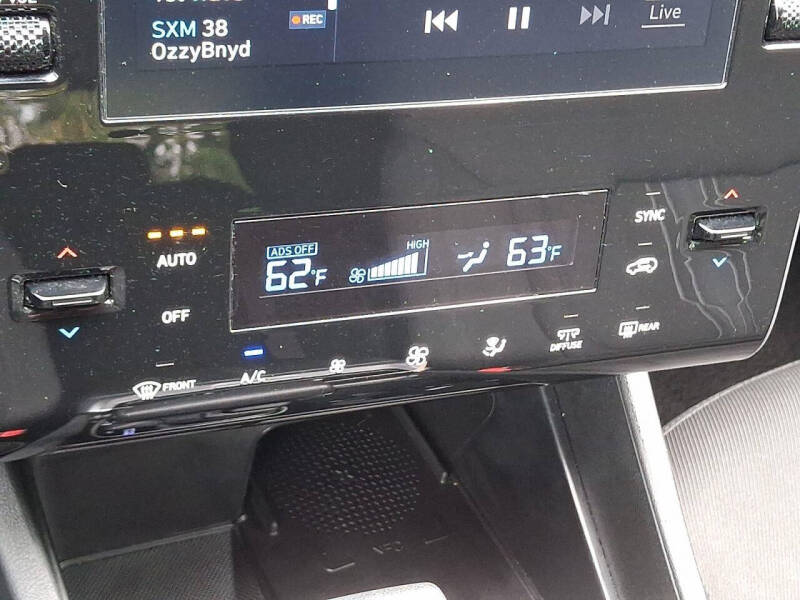 SXM 38
REC
OzzyBnyd
Live
ADS OFF
62°F
HIGH
63°F
AUTO
OFF
SYNC
FRONT
A/C
DIFFUSE
REAR